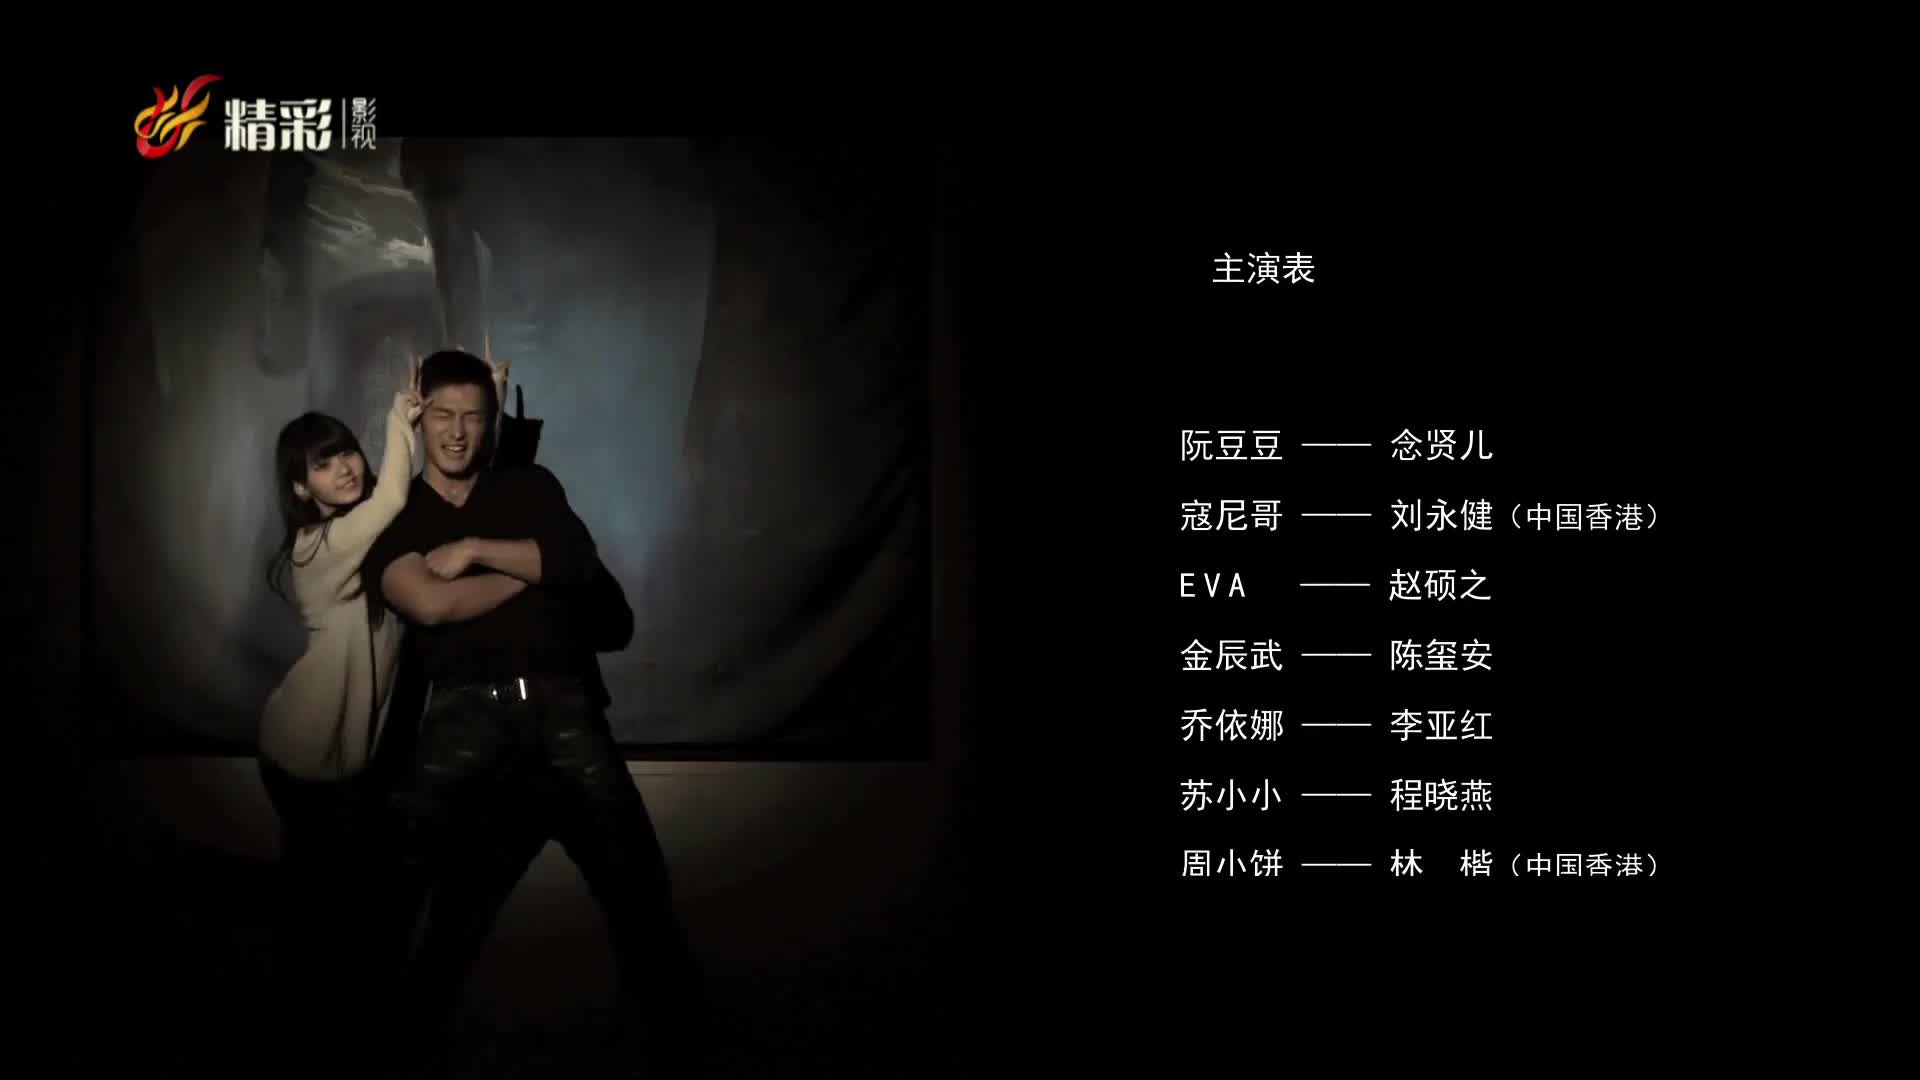 精彩 影视
主演表
阮豆豆 —— 念贤儿
寇尼哥 —— 刘永健（中国香港）
EVA —— 赵硕之
金辰武 —— 陈玺安
乔依娜 —— 李亚红
苏小小 —— 程晓燕
周小饼 —— 林 楷（中国香港）